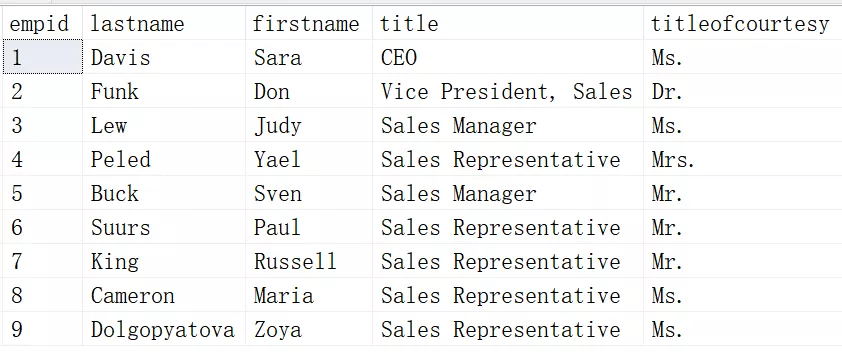 empid lastname firstname title titleofcourtesy
1 Davis Sara CEO Ms.
2 Funk Don Vice President, Sales Dr.
3 Lew Judy Sales Manager Ms.
4 Peled Yael Sales Representative Mrs.
5 Buck Sven Sales Manager Mr.
6 Suurs Paul Sales Representative Mr.
7 King Russell Sales Representative Mr.
8 Cameron Maria Sales Representative Ms.
9 Dolgopyatova Zoya Sales Representative Ms.